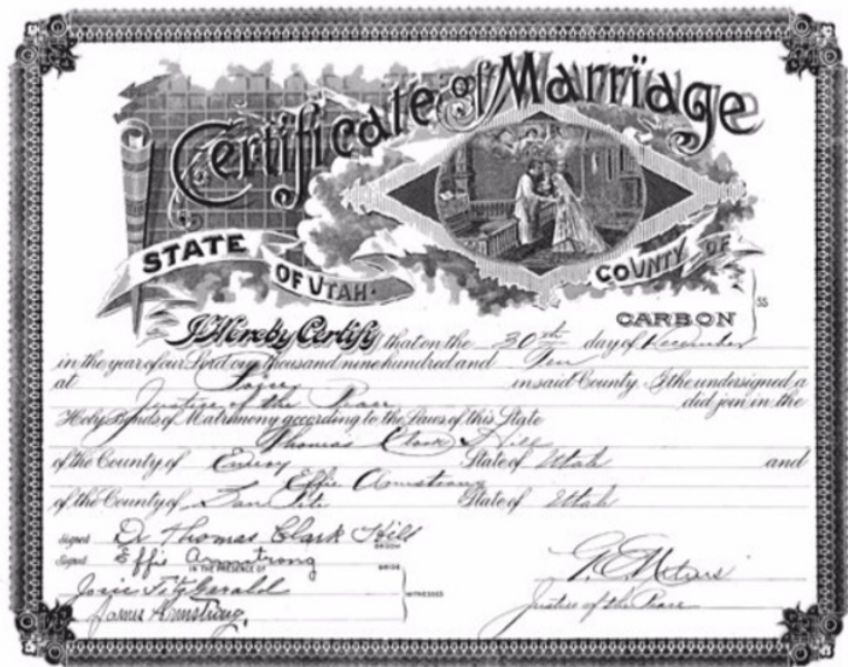 Certificate of Marriage
STATE OF UTAH. COUNTY OF
CARBON
SS
I Hereby Certify that on the 30th day of December
in the year of our Lord one thousand nine hundred and Ten
at Price in said County, I the undersigned a
Justice of the Peace did join in the
Holy Bonds of Matrimony according to the Laws of this State
Thomas Clark Hill
of the County of Emery State of Utah and
Effie Armstrong
of the County of San Pete State of Utah
Signed Dr Thomas Clark Hill
GROOM
Signed Effie Armstrong
BRIDE
IN THE PRESENCE OF
Josie Fitzgerald
James Armstrong.
WITNESSES
Justice of the Peace